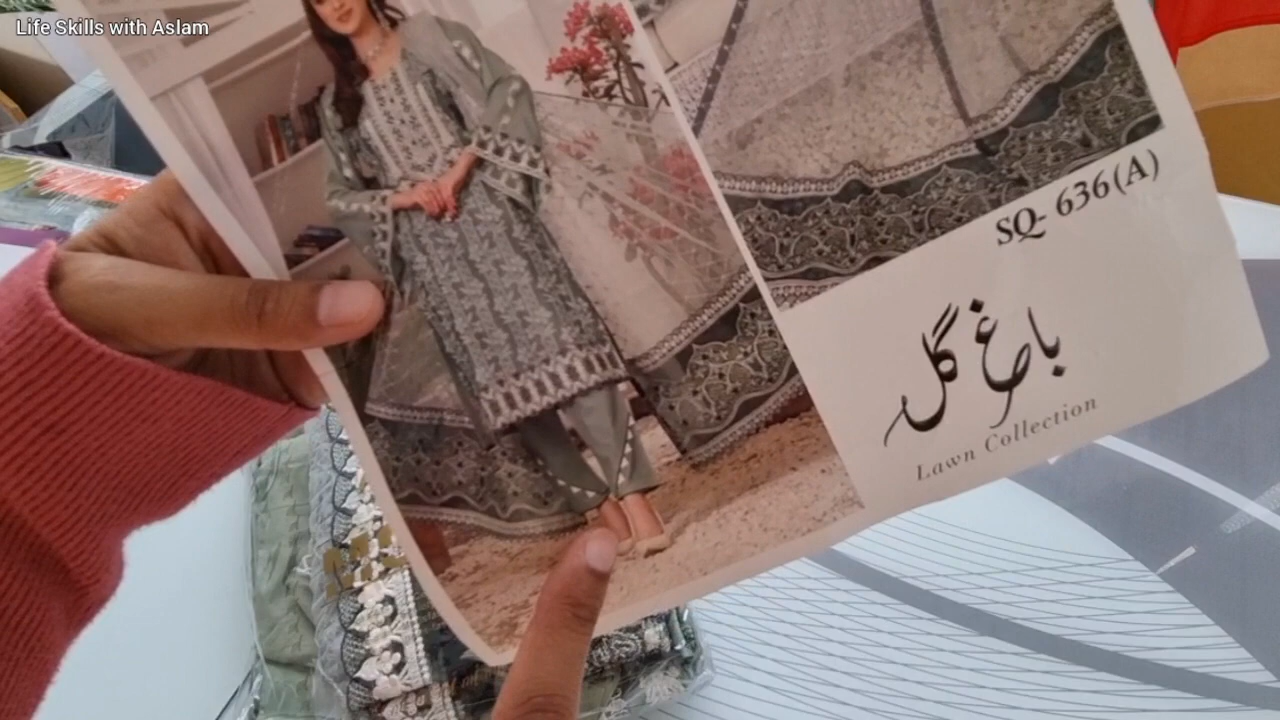 Life Skills with Aslam
SQ- 636(A)
باغ گل
Lawn Collection